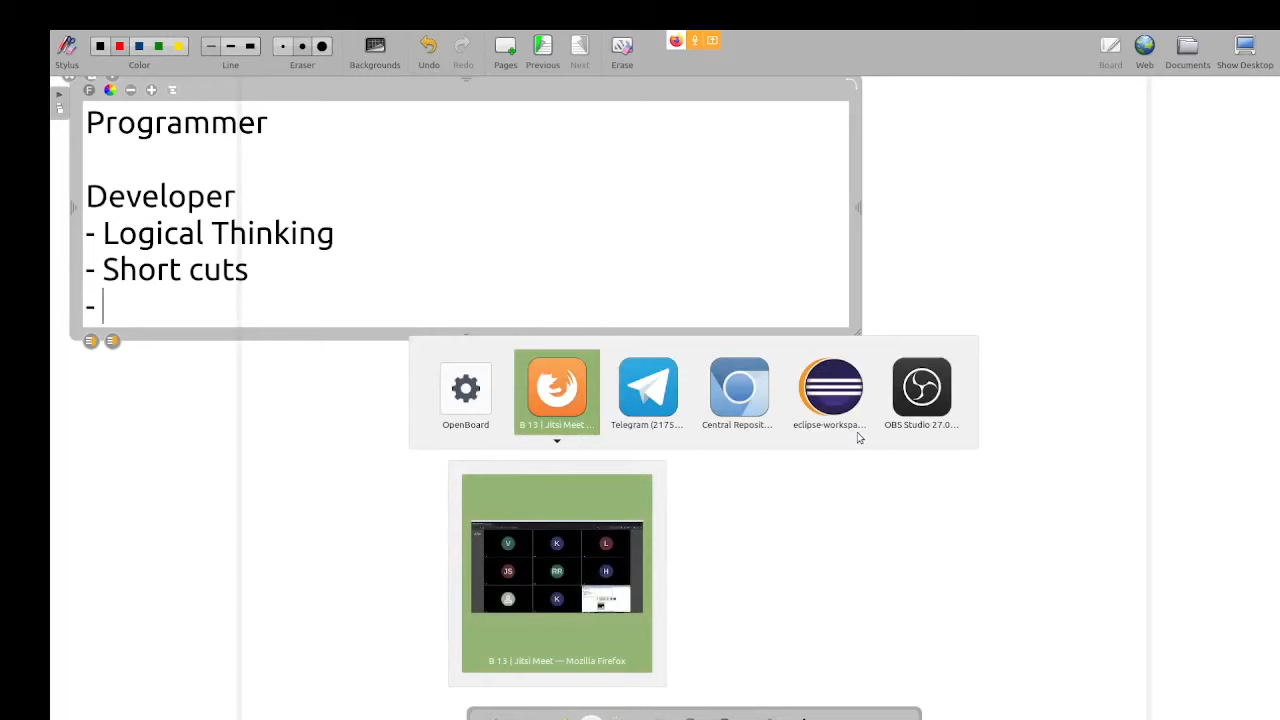 Stylus Color Line Eraser Backgrounds Undo Redo Pages Previous Next Erase Board Web Documents Show Desktop
F
Programmer
Developer
- Logical Thinking
- Short cuts
-
OpenBoard B 13 | Jitsi Meet ... Telegram (2175... Central Reposit... eclipse-workspa... OBS Studio 27.0...
V K L
JS RR H
K
B 13 | Jitsi Meet — Mozilla Firefox